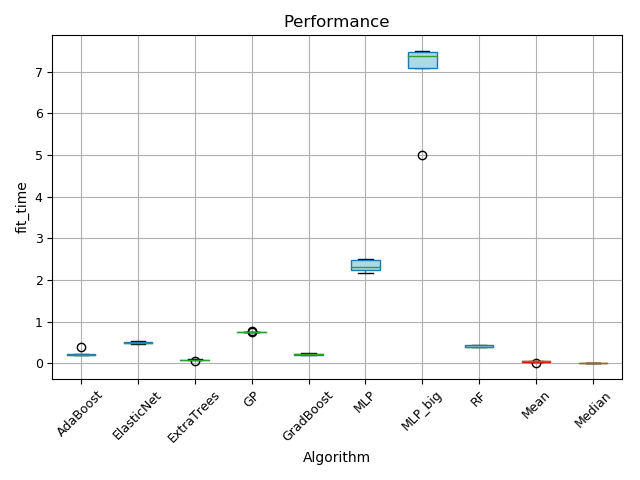 Performance
fit_time
7
6
5
4
3
2
1
0
AdaBoost
ElasticNet
ExtraTrees
GP
GradBoost
MLP
MLP_big
RF
Mean
Median
Algorithm